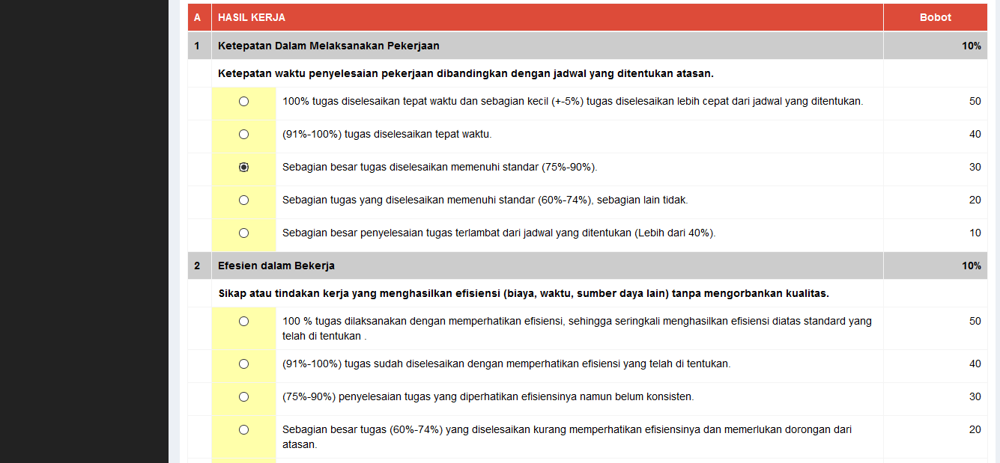 A HASIL KERJA Bobot
1 Ketepatan Dalam Melaksanakan Pekerjaan 10%
Ketepatan waktu penyelesaian pekerjaan dibandingkan dengan jadwal yang ditentukan atasan.
100% tugas diselesaikan tepat waktu dan sebagian kecil (+-5%) tugas diselesaikan lebih cepat dari jadwal yang ditentukan. 50
(91%-100%) tugas diselesaikan tepat waktu. 40
Sebagian besar tugas diselesaikan memenuhi standar (75%-90%). 30
Sebagian tugas yang diselesaikan memenuhi standar (60%-74%), sebagian lain tidak. 20
Sebagian besar penyelesaian tugas terlambat dari jadwal yang ditentukan (Lebih dari 40%). 10
2 Efesien dalam Bekerja 10%
Sikap atau tindakan kerja yang menghasilkan efisiensi (biaya, waktu, sumber daya lain) tanpa mengorbankan kualitas.
100 % tugas dilaksanakan dengan memperhatikan efisiensi, sehingga seringkali menghasilkan efisiensi diatas standard yang 50
telah di tentukan .
(91%-100%) tugas sudah diselesaikan dengan memperhatikan efisiensi yang telah di tentukan. 40
(75%-90%) penyelesaian tugas yang diperhatikan efisiensinya namun belum konsisten. 30
Sebagian besar tugas (60%-74%) yang diselesaikan kurang memperhatikan efisiensinya dan memerlukan dorongan dari 20
atasan.